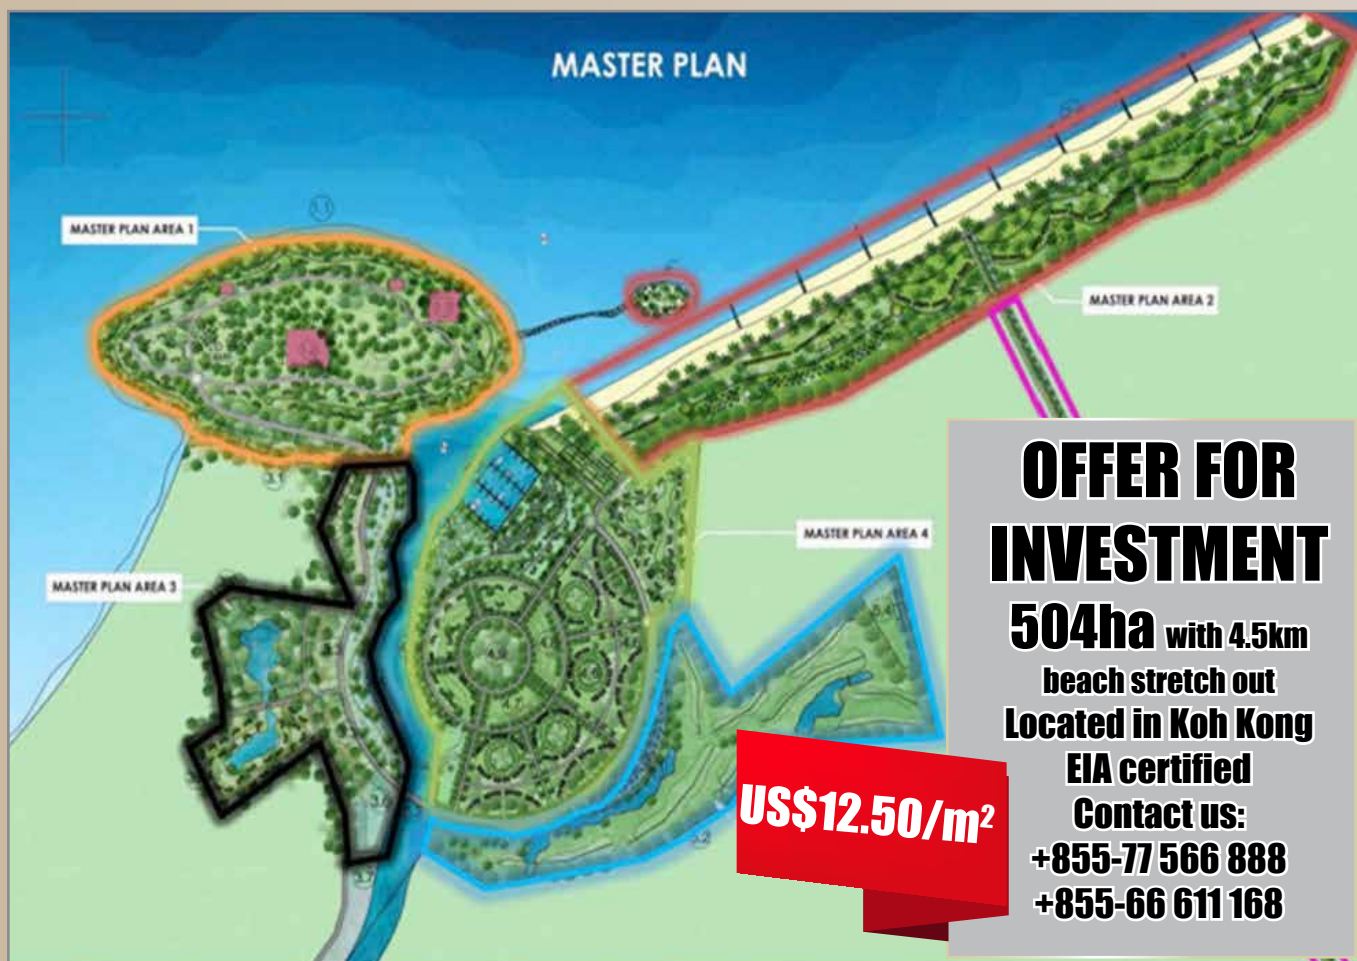 MASTER PLAN
MASTER PLAN AREA 1
MASTER PLAN AREA 2
MASTER PLAN AREA 4
MASTER PLAN AREA 3
OFFER FOR
INVESTMENT
504ha with 4.5km
beach stretch out
Located in Koh Kong
EIA certified
Contact us:
+855-77 566 888
+855-66 611 168
US$12.50/m²